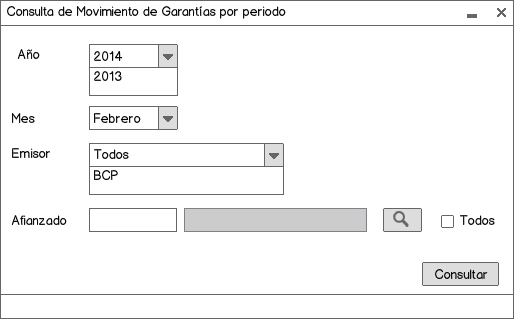 Consulta de Movimiento de Garantías por periodo
Año
2014
2013
Mes
Febrero
Emisor
Todos
BCP
Afianzado
Todos
Consultar